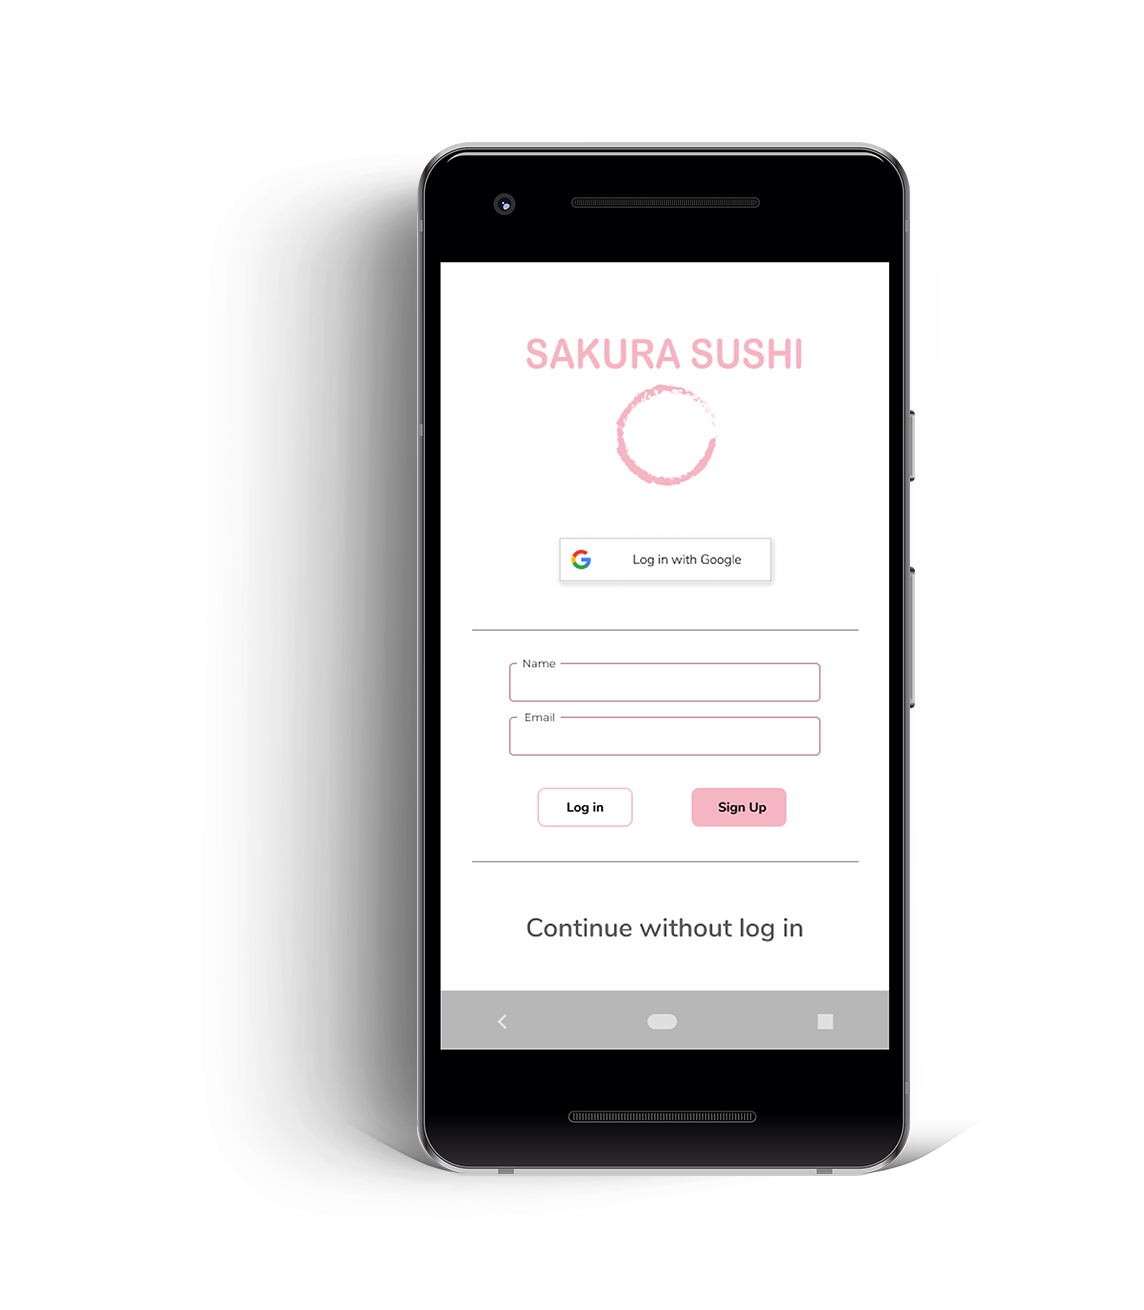 SAKURA SUSHI
Log in with Google
Name
Email
Log in
Sign Up
Continue without log in